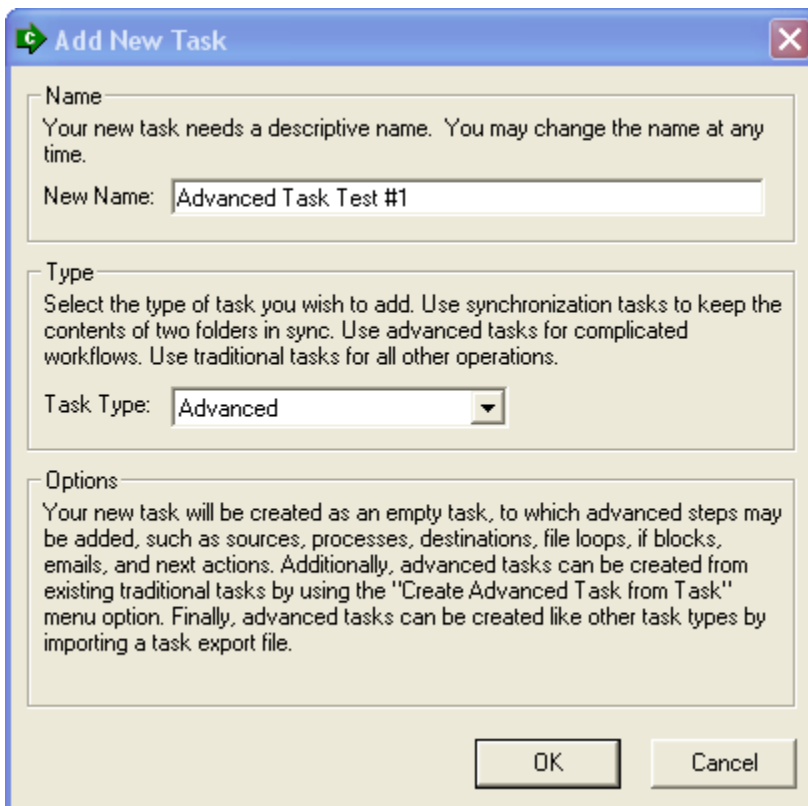 C
Add New Task
Name
Your new task needs a descriptive name. You may change the name at any
time.
New Name: Advanced Task Test #1
Type
Select the type of task you wish to add. Use synchronization tasks to keep the
contents of two folders in sync. Use advanced tasks for complicated
workflows. Use traditional tasks for all other operations.
Task Type: Advanced
Options
Your new task will be created as an empty task, to which advanced steps may
be added, such as sources, processes, destinations, file loops, if blocks,
emails, and next actions. Additionally, advanced tasks can be created from
existing traditional tasks by using the "Create Advanced Task from Task"
menu option. Finally, advanced tasks can be created like other task types by
importing a task export file.
OK Cancel